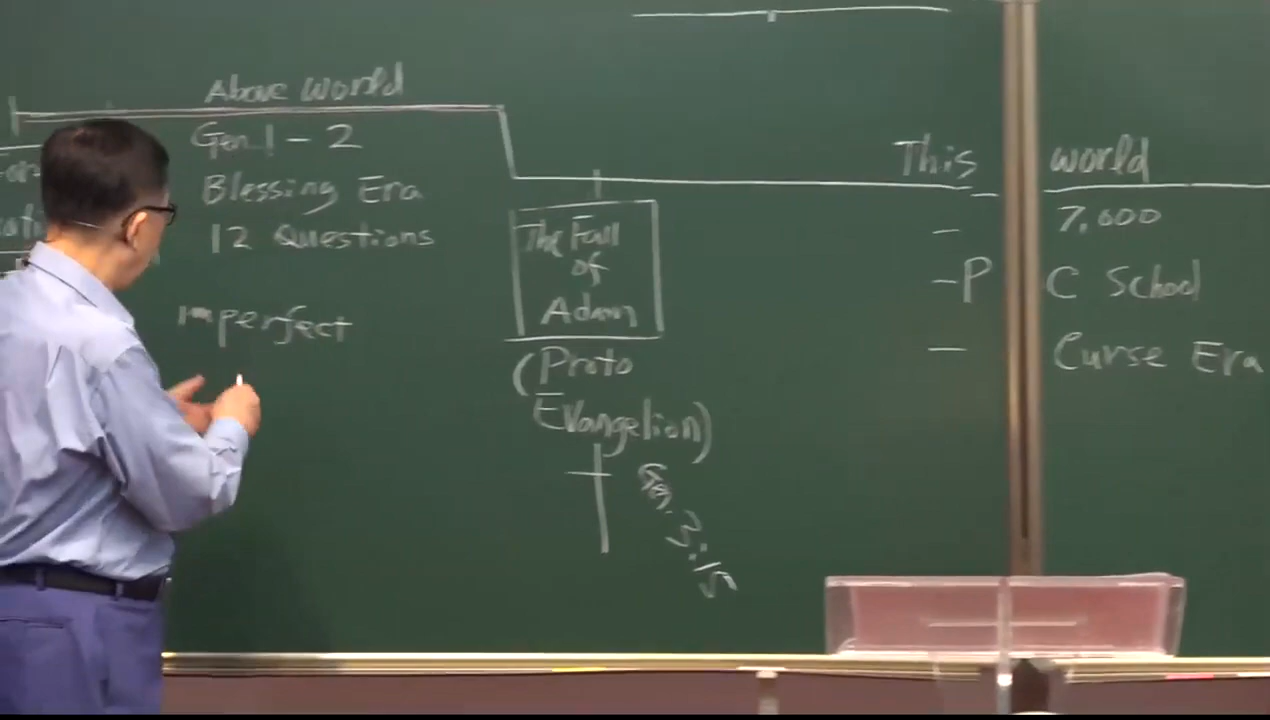 Above World
Gen 1 - 2
Blessing Era
12 Questions
imperfect
The Fall
of
Adam
(Proto
Evangelion)
Gen. 3:15
This world
- 7,000
- P C School
- Curse Era